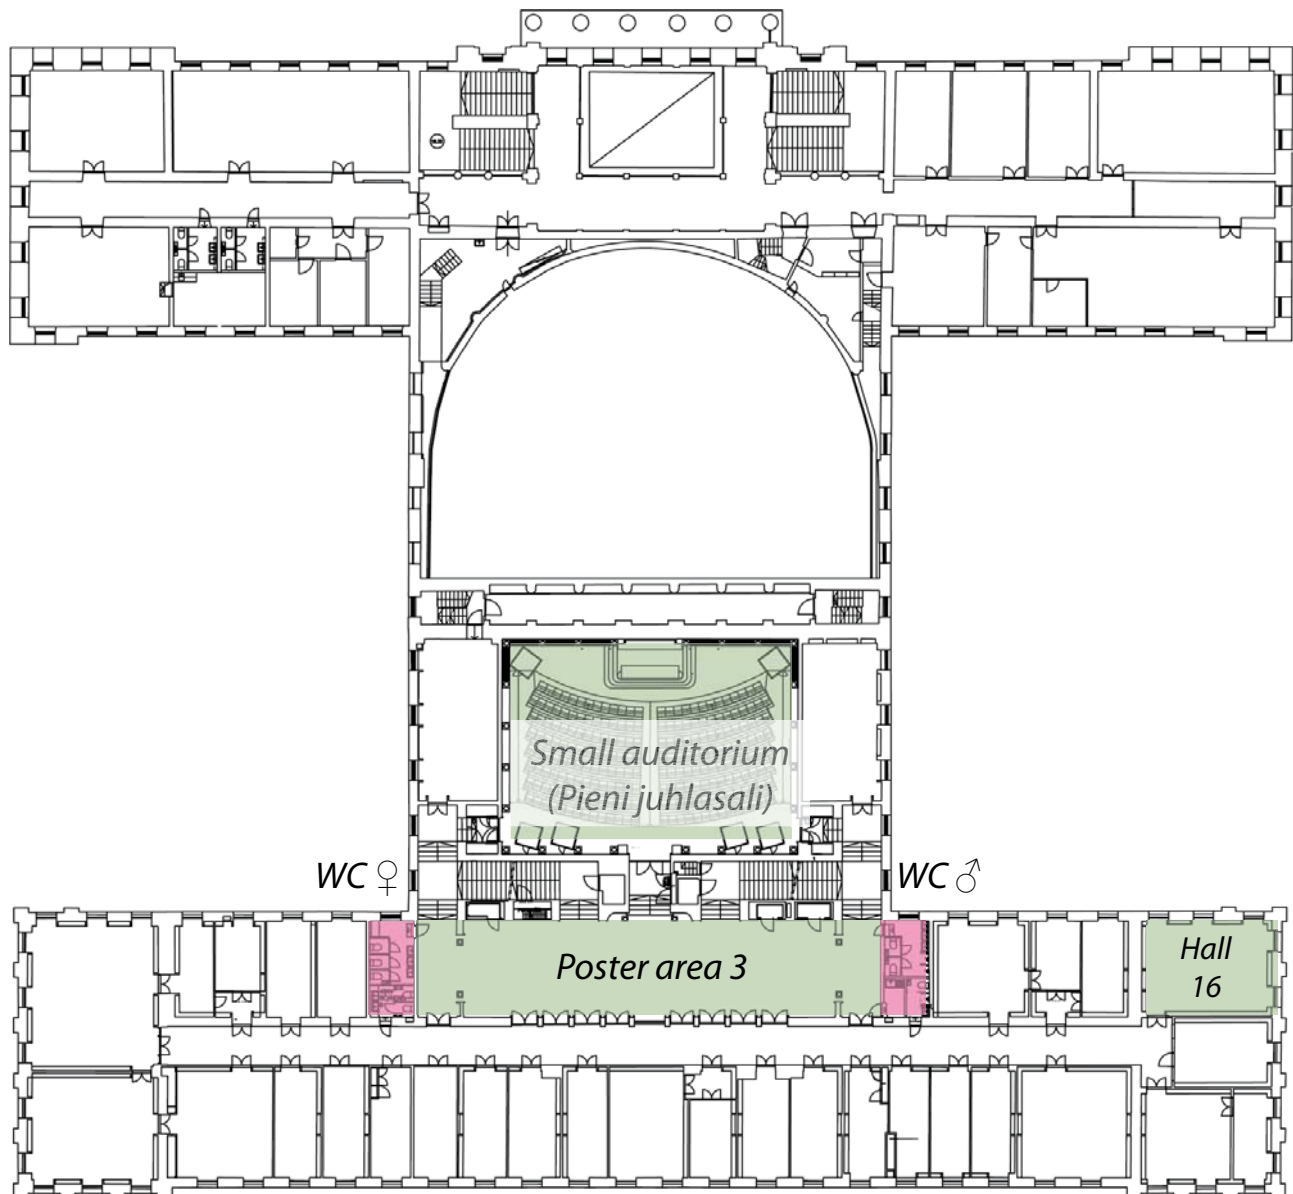 Small auditorium
(Pieni juhlasali)
WC ♀
WC ♂
Poster area 3
Hall
16